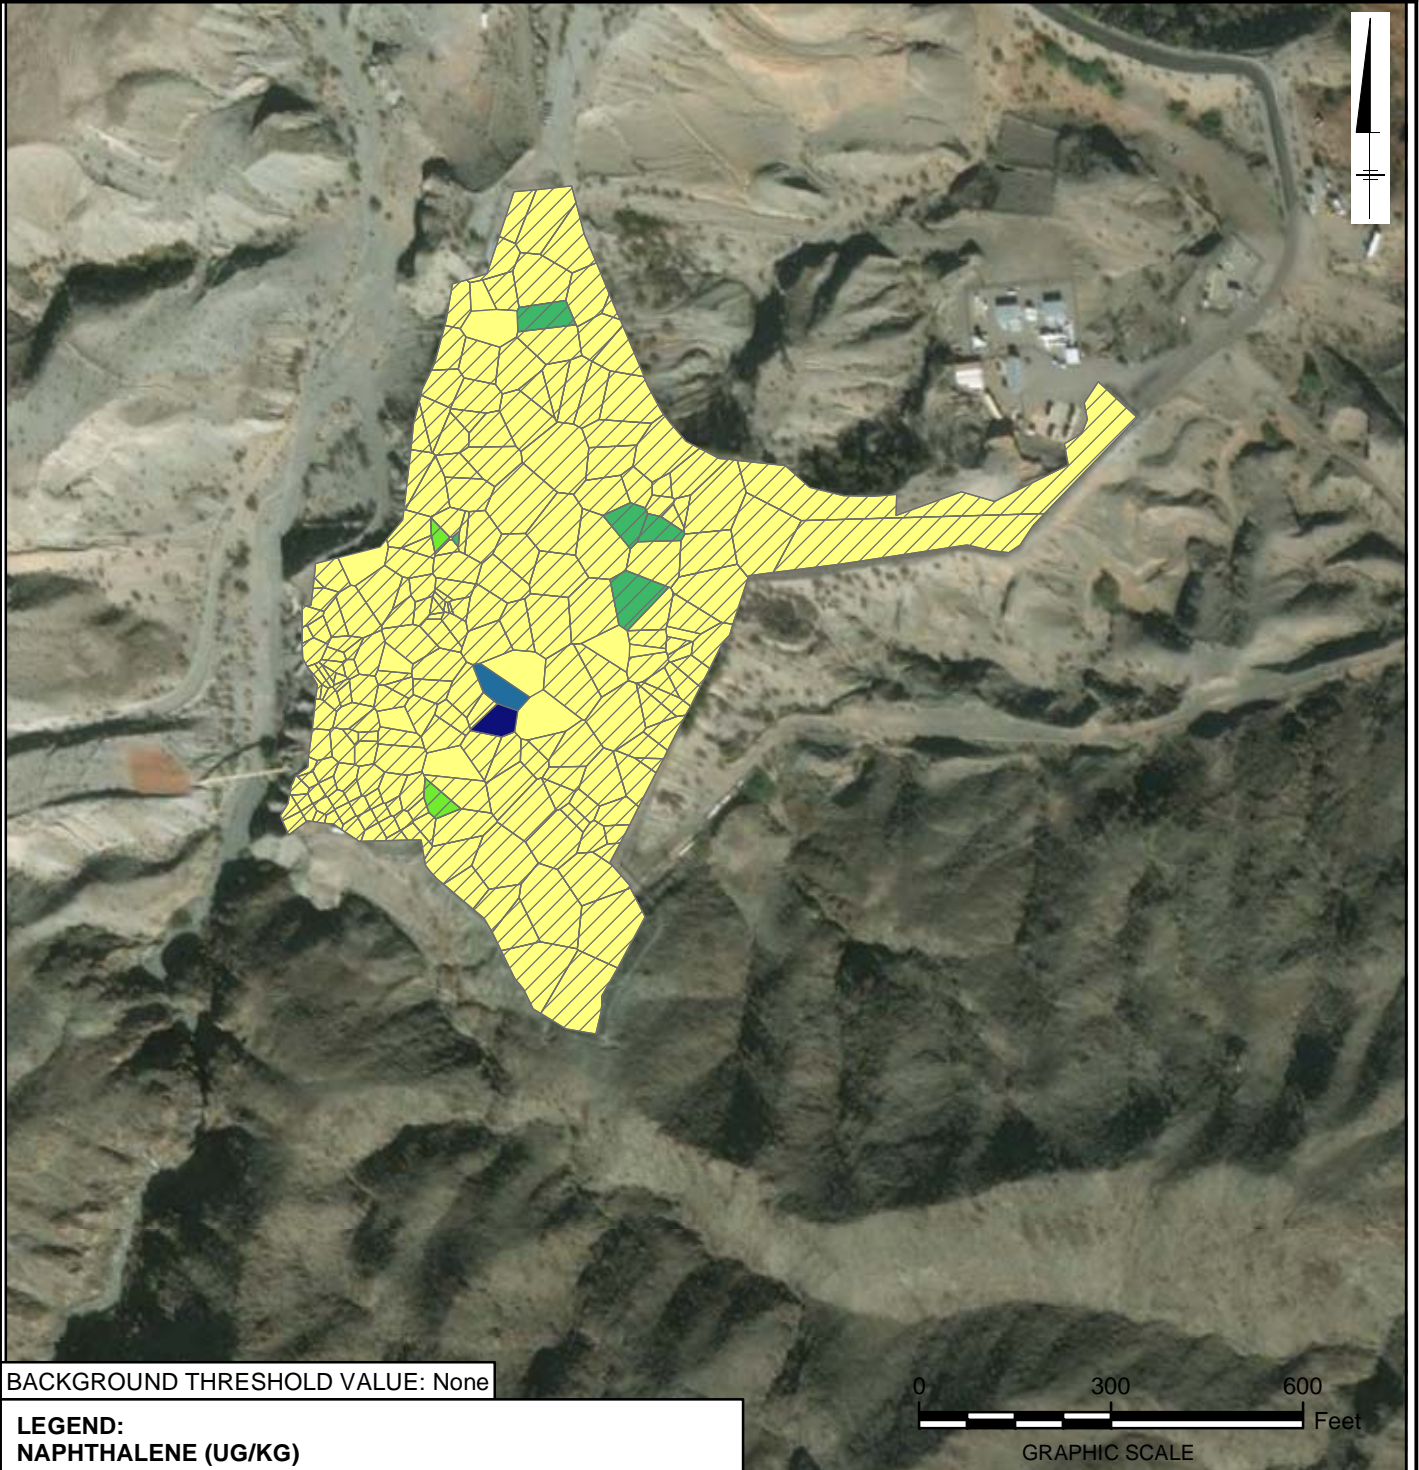 BACKGROUND THRESHOLD VALUE: None
LEGEND:
NAPHTHALENE (UG/KG)
0 300 600
Feet
GRAPHIC SCALE